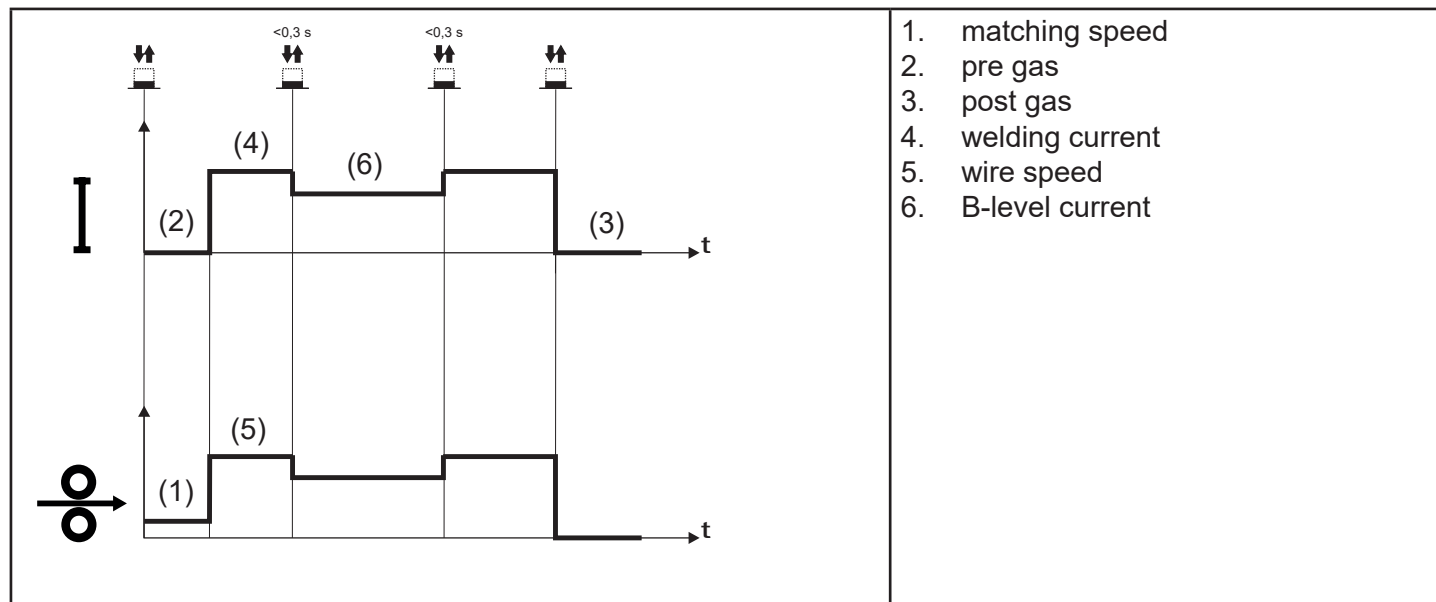 <0,3 s
<0,3 s
(4)
(6)
(2)
(3)
I
t
(5)
(1)
t
1. matching speed
2. pre gas
3. post gas
4. welding current
5. wire speed
6. B-level current